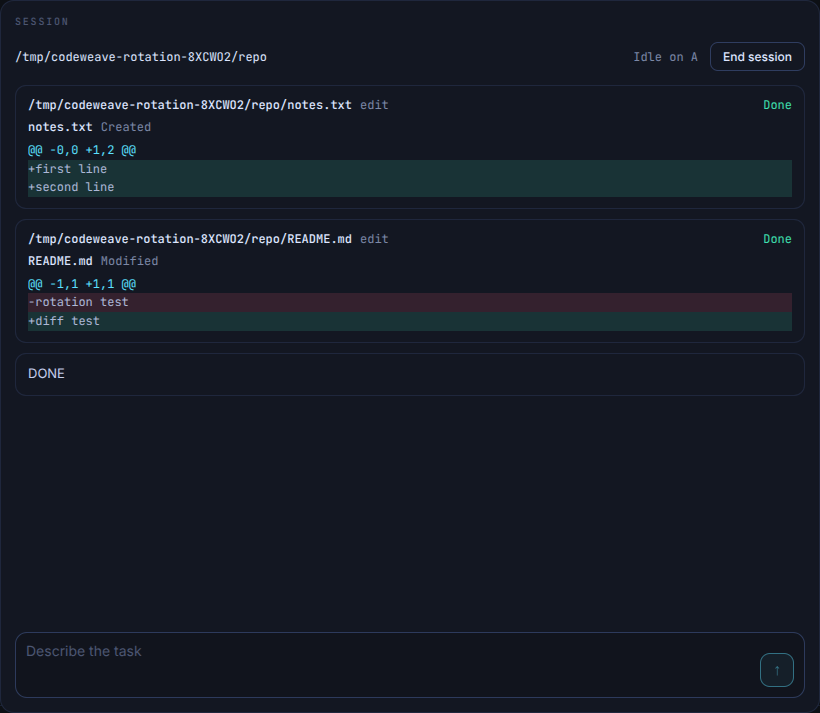 SESSION
/tmp/codeweave-rotation-8XCWO2/repo Idle on A End session
/tmp/codeweave-rotation-8XCWO2/repo/notes.txt edit Done
notes.txt Created
@@ -0,0 +1,2 @@
+first line
+second line
/tmp/codeweave-rotation-8XCWO2/repo/README.md edit Done
README.md Modified
@@ -1,1 +1,1 @@
-rotation test
+diff test
DONE
Describe the task
↑